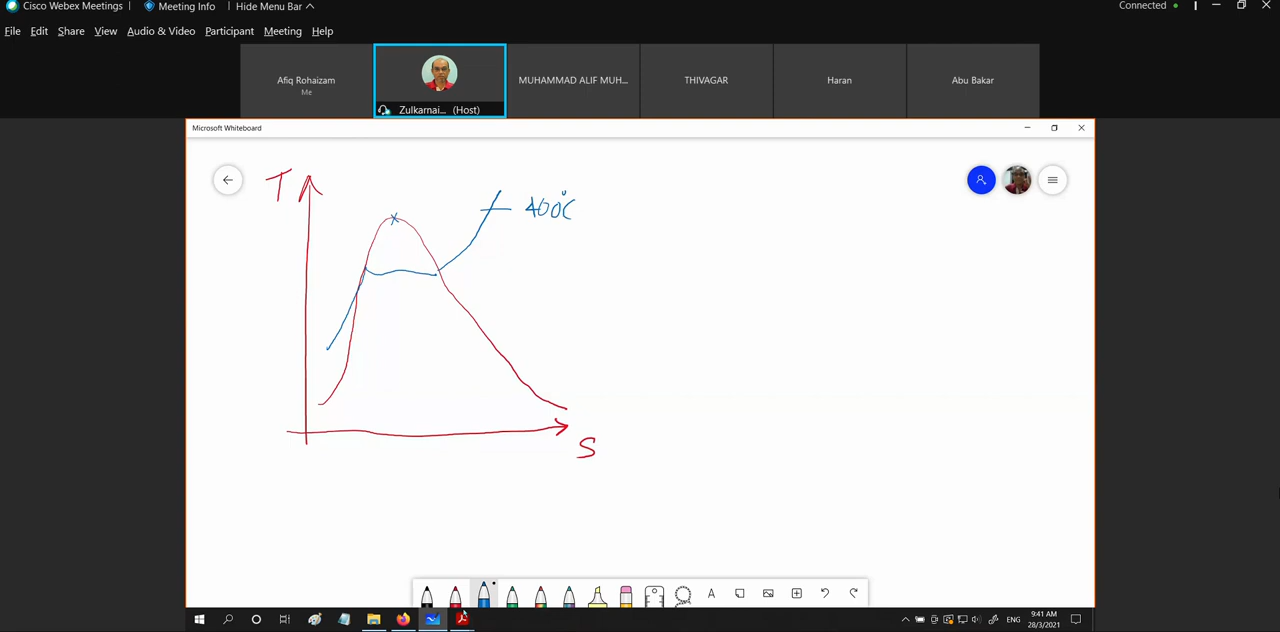 Cisco Webex Meetings | Meeting Info | Hide Menu Bar
Connected
File Edit Share View Audio & Video Participant Meeting Help
Afiq Rohaizam
Me
Zulkarnai... (Host)
MUHAMMAD ALIF MUH...
THIVAGAR
Haran
Abu Bakar
Microsoft Whiteboard
T
400°C
S
A
ENG
9:41 AM
28/3/2021